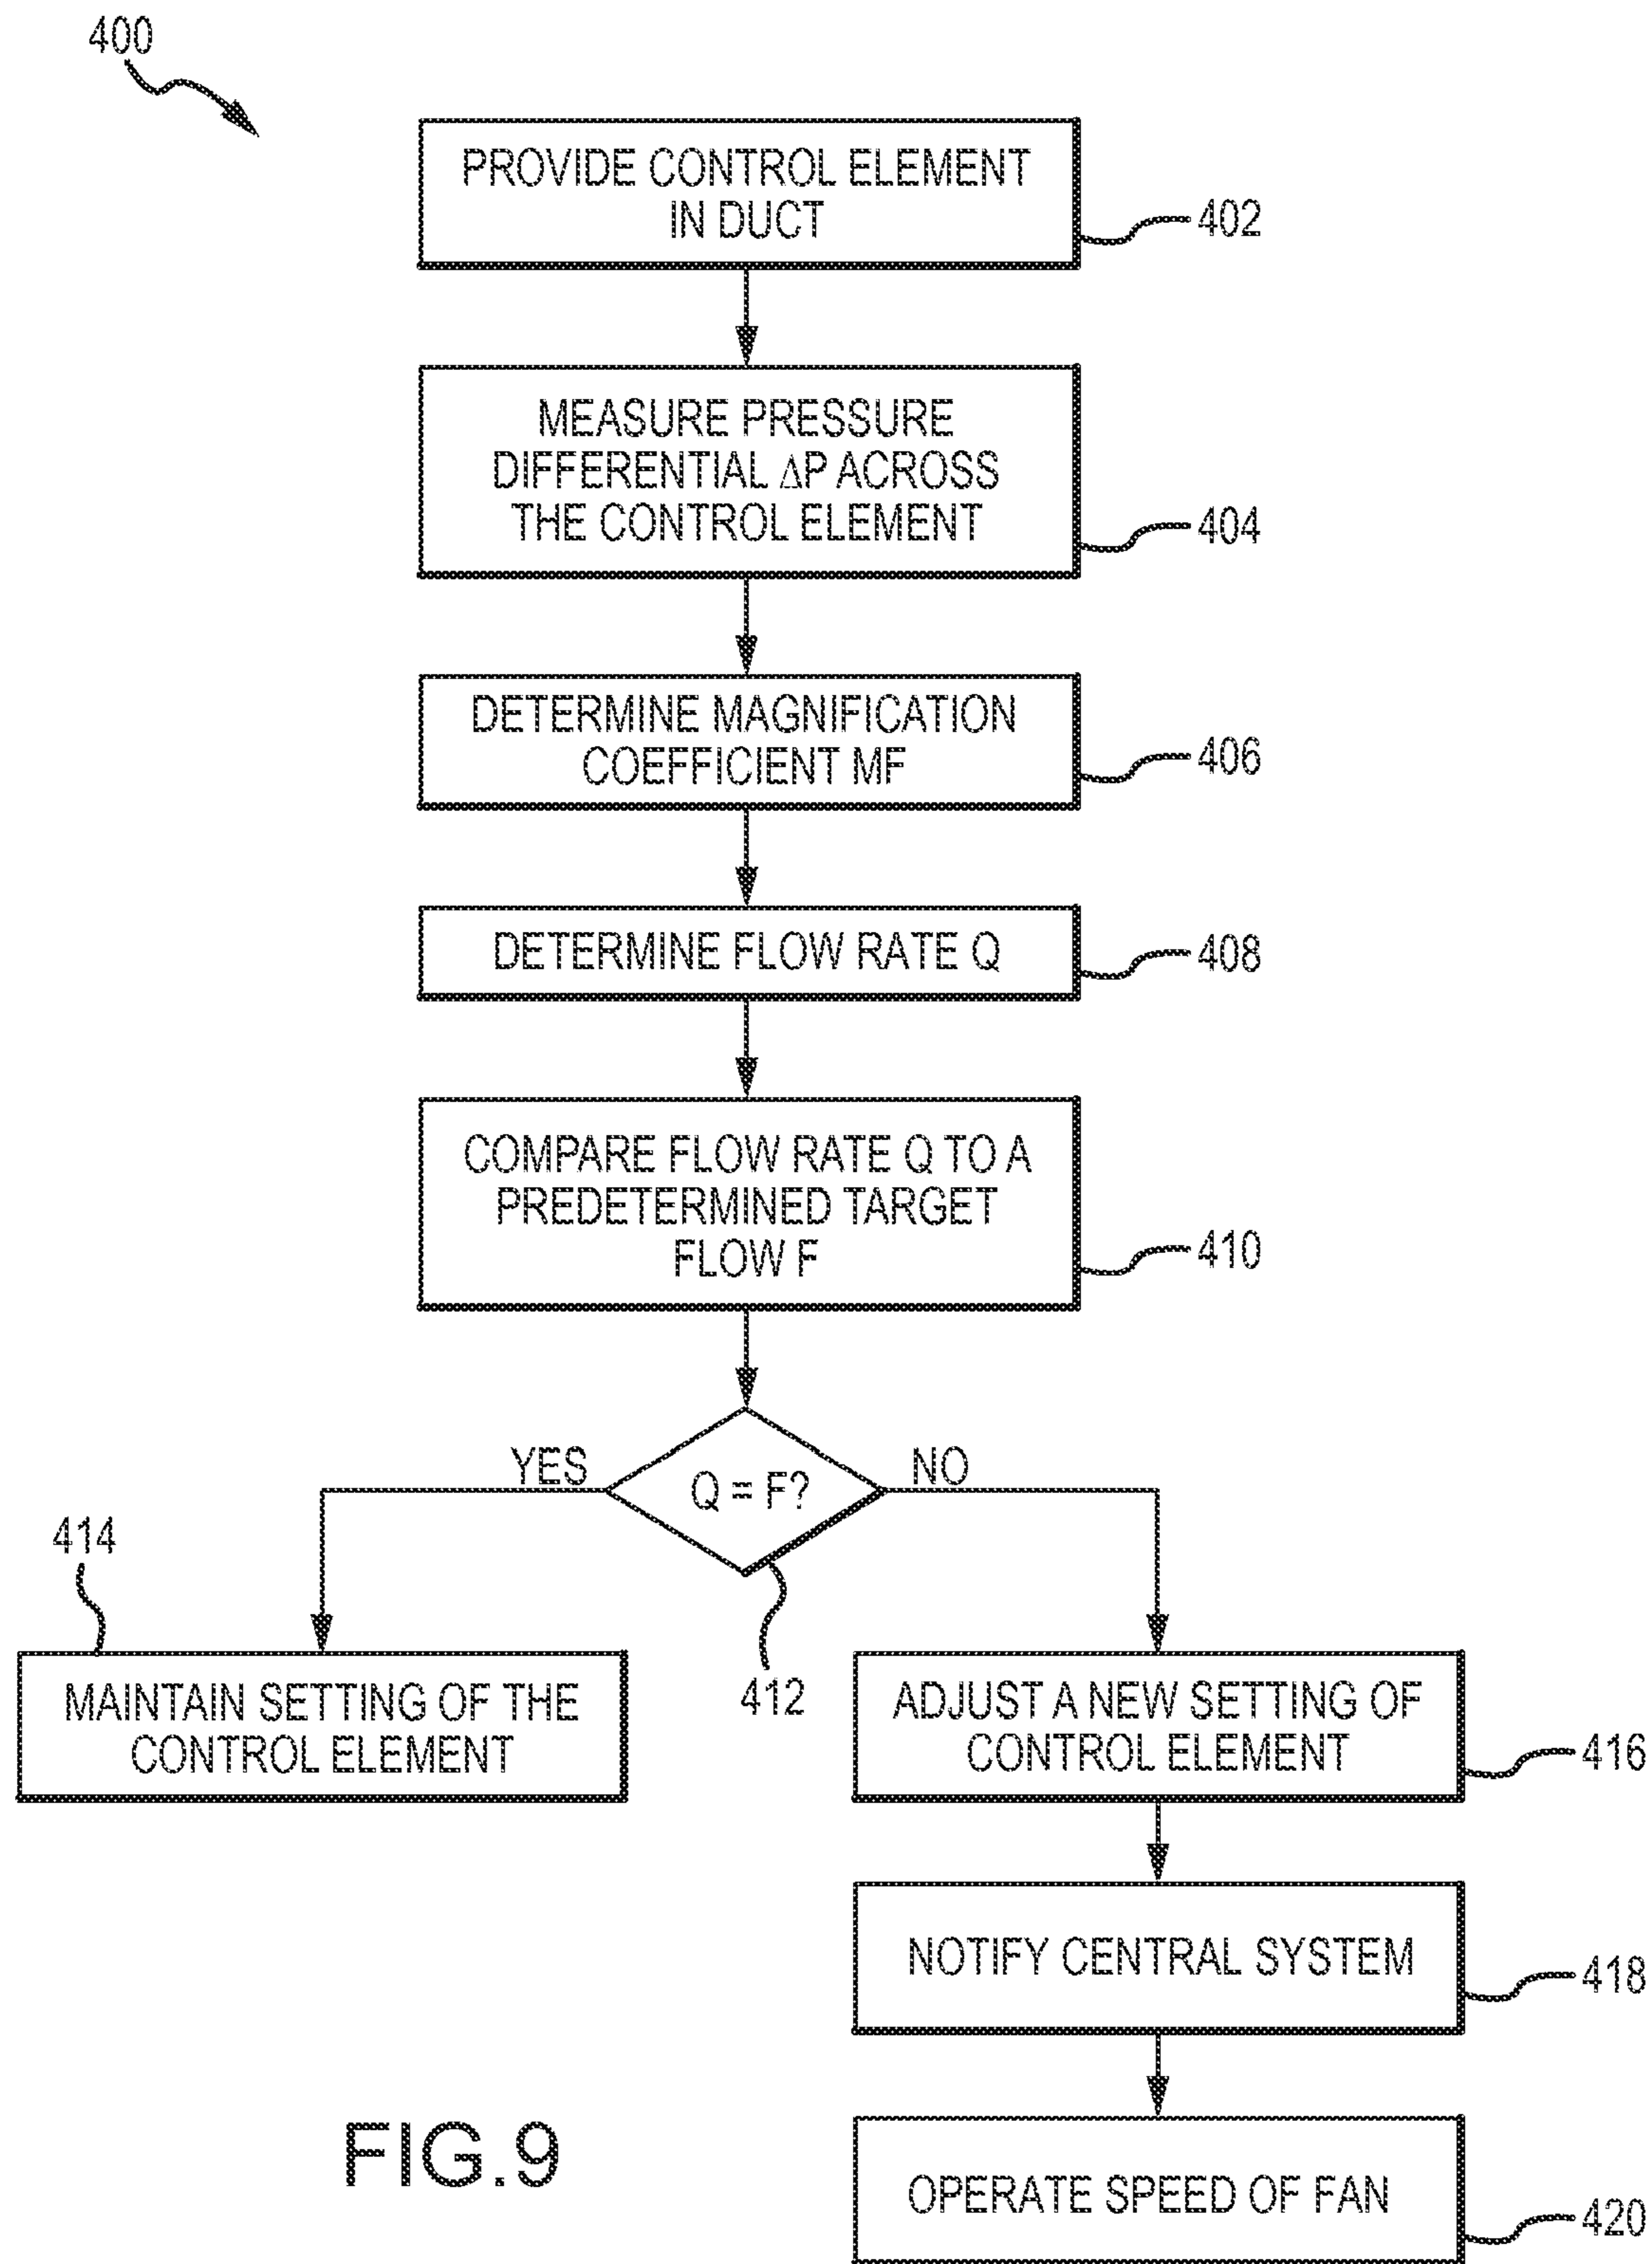 400
PROVIDE CONTROL ELEMENT
IN DUCT
402
MEASURE PRESSURE
DIFFERENTIAL ΔP ACROSS
THE CONTROL ELEMENT
404
DETERMINE MAGNIFICATION
COEFFICIENT MF
406
DETERMINE FLOW RATE Q
408
COMPARE FLOW RATE Q TO A
PREDETERMINED TARGET
FLOW F
410
YES
Q = F?
NO
412
414
MAINTAIN SETTING OF THE
CONTROL ELEMENT
ADJUST A NEW SETTING OF
CONTROL ELEMENT
416
NOTIFY CENTRAL SYSTEM
418
OPERATE SPEED OF FAN
420
FIG.9